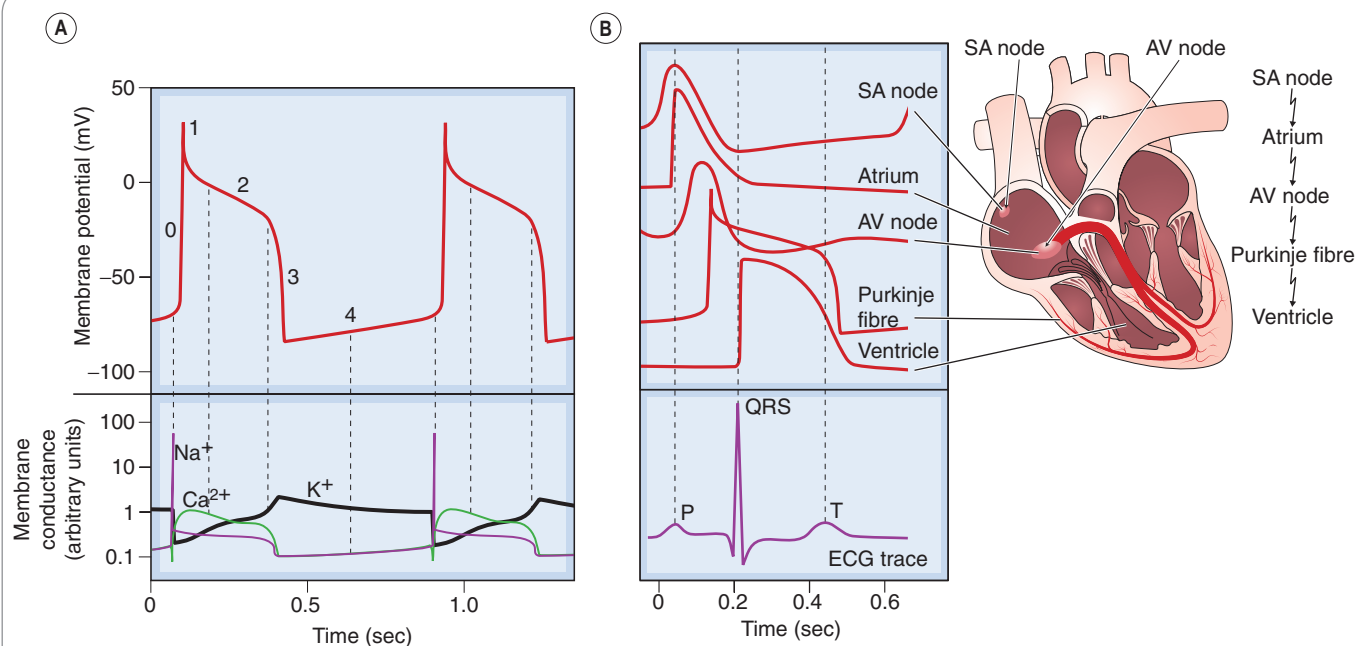 A
Membrane potential (mV)
50
0
−50
−100
0
1
2
3
4
Membrane
conductance
(arbitrary units)
100
10
1
0.1
Na+
Ca2+
K+
0
0.5
1.0
Time (sec)
B
SA node
Atrium
AV node
Purkinje
fibre
Ventricle
QRS
P
T
ECG trace
0
0.2
0.4
0.6
Time (sec)
SA node
AV node
SA node
Atrium
AV node
Purkinje fibre
Ventricle